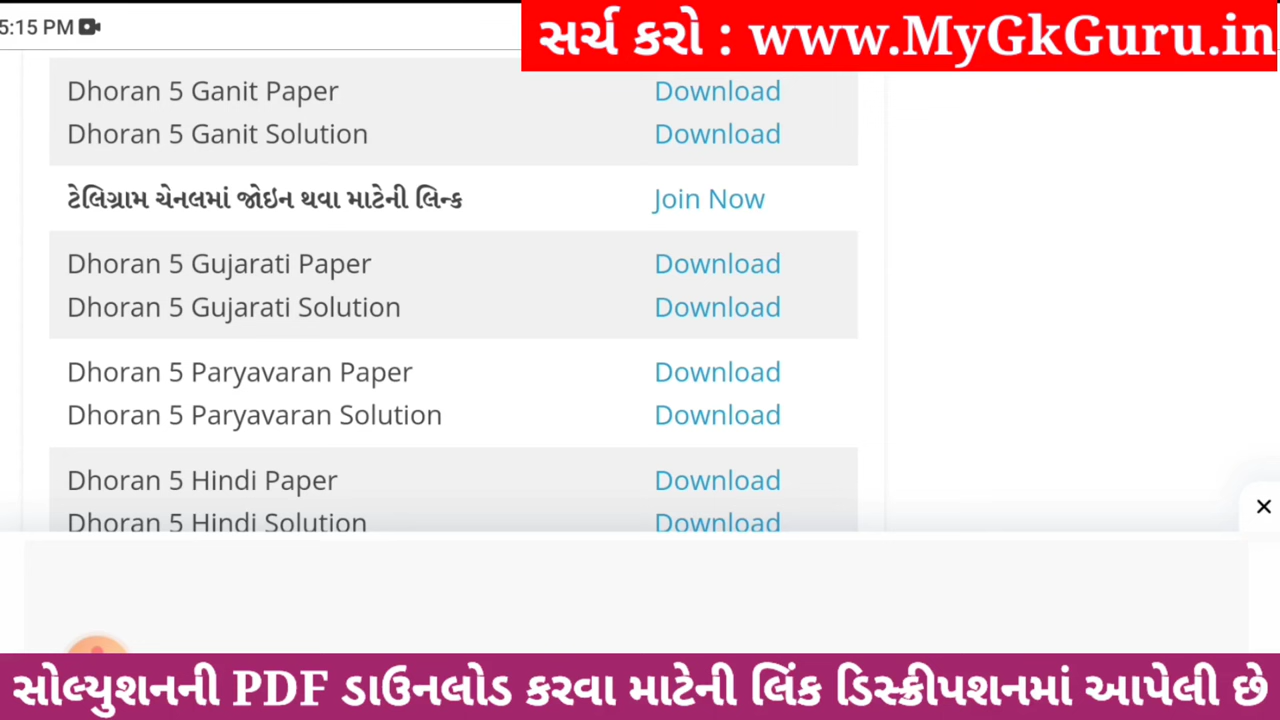 5:15 PM
સર્ચ કરો : www.MyGkGuru.in
Dhoran 5 Ganit Paper Download
Dhoran 5 Ganit Solution Download
ટેલિગ્રામ ચેનલમાં જોઇન થવા માટેની લિન્ક Join Now
Dhoran 5 Gujarati Paper Download
Dhoran 5 Gujarati Solution Download
Dhoran 5 Paryavaran Paper Download
Dhoran 5 Paryavaran Solution Download
Dhoran 5 Hindi Paper Download
Dhoran 5 Hindi Solution Download
સોલ્યુશનની PDF ડાઉનલોડ કરવા માટેની લિંક ડિસ્ક્રીપશનમાં આપેલી છે